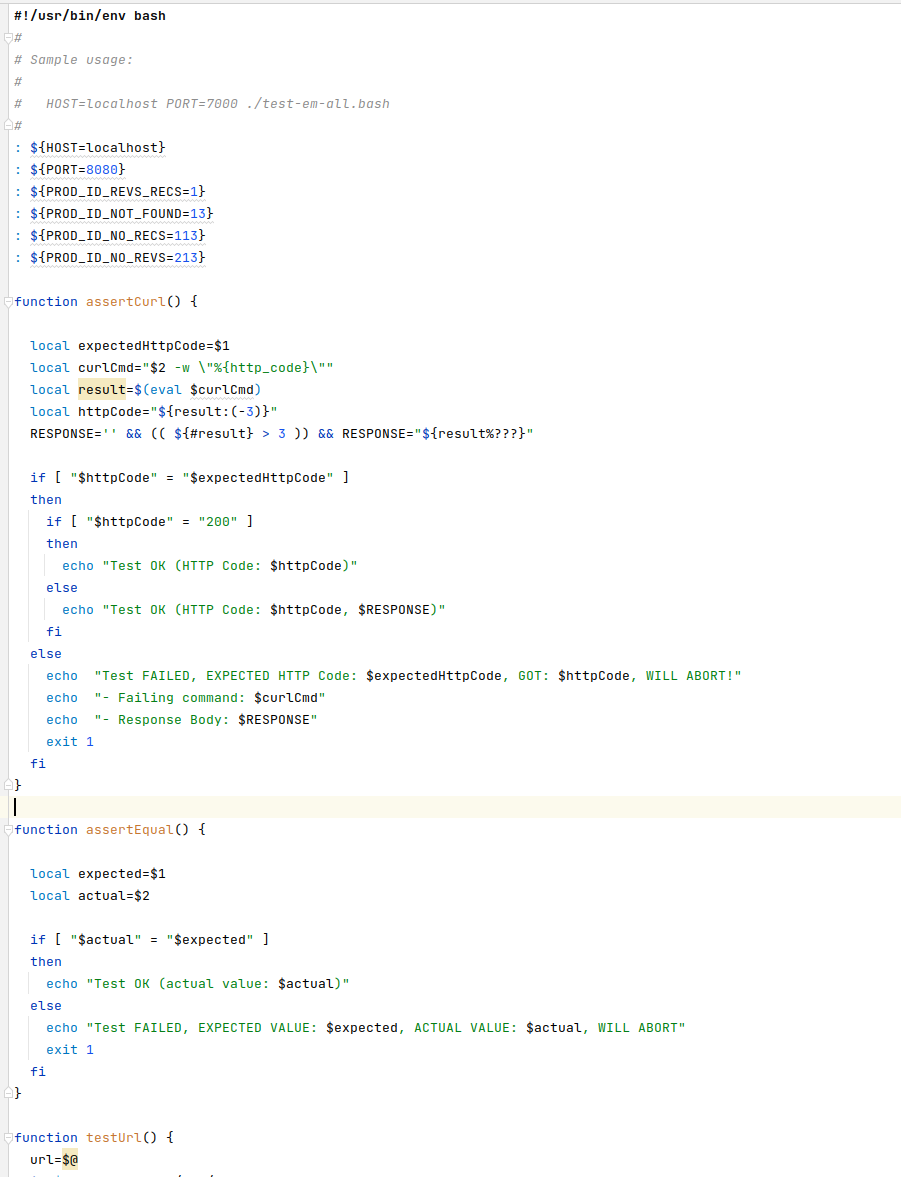 #!/usr/bin/env bash
#
# Sample usage:
#
#   HOST=localhost PORT=7000 ./test-em-all.bash
#
: ${HOST=localhost}
: ${PORT=8080}
: ${PROD_ID_REVS_RECS=1}
: ${PROD_ID_NOT_FOUND=13}
: ${PROD_ID_NO_RECS=113}
: ${PROD_ID_NO_REVS=213}

function assertCurl() {

  local expectedHttpCode=$1
  local curlCmd="$2 -w \"%{http_code}\""
  local result=$(eval $curlCmd)
  local httpCode="${result:(-3)}"
  RESPONSE='' && (( ${#result} > 3 )) && RESPONSE="${result%???}"

  if [ "$httpCode" = "$expectedHttpCode" ]
  then
    if [ "$httpCode" = "200" ]
    then
      echo "Test OK (HTTP Code: $httpCode)"
    else
      echo "Test OK (HTTP Code: $httpCode, $RESPONSE)"
    fi
  else
    echo  "Test FAILED, EXPECTED HTTP Code: $expectedHttpCode, GOT: $httpCode, WILL ABORT!"
    echo  "- Failing command: $curlCmd"
    echo  "- Response Body: $RESPONSE"
    exit 1
  fi
}

function assertEqual() {

  local expected=$1
  local actual=$2

  if [ "$actual" = "$expected" ]
  then
    echo "Test OK (actual value: $actual)"
  else
    echo "Test FAILED, EXPECTED VALUE: $expected, ACTUAL VALUE: $actual, WILL ABORT"
    exit 1
  fi
}

function testUrl() {
  url=$@